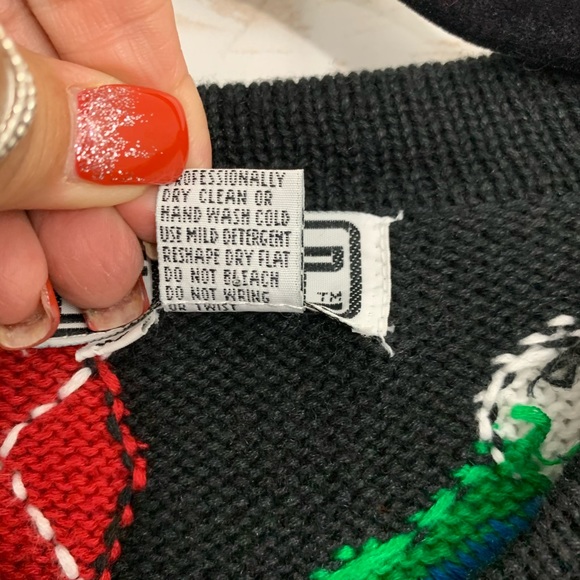 PROFESSIONALLY
DRY CLEAN OR
HAND WASH COLD
USE MILD DETERGENT
RESHAPE DRY FLAT
DO NOT BLEACH
DO NOT WRING
OR TWIST
TM